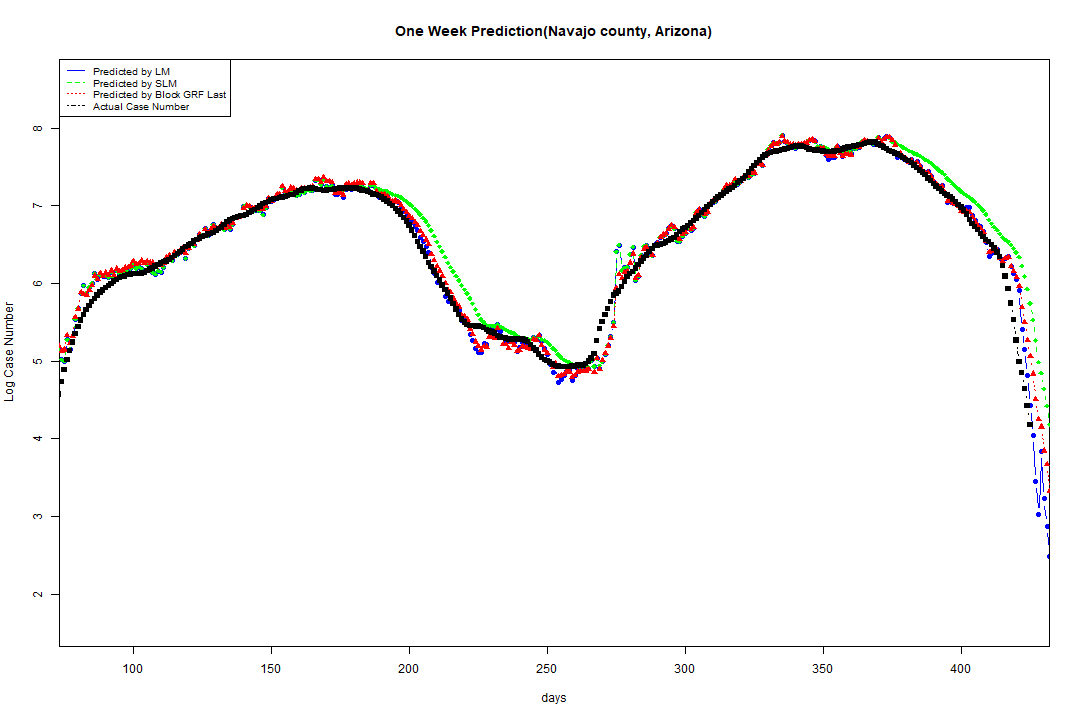 One Week Prediction(Navajo county, Arizona)
Predicted by LM
Predicted by SLM
Predicted by Block GRF Last
Actual Case Number
8
7
6
5
4
3
2
Log Case Number
100 150 200 250 300 350 400
days